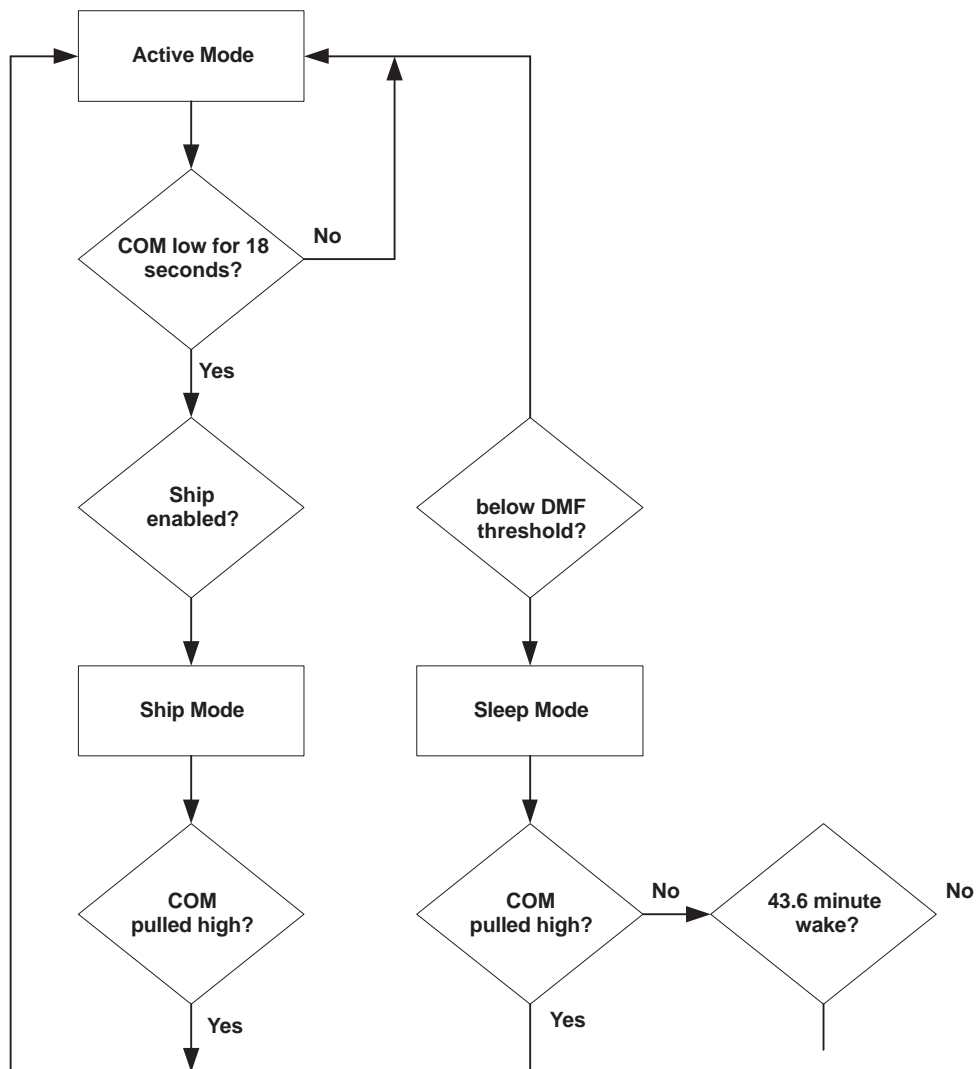 Active Mode
COM low for 18
seconds?
No
Yes
Ship
enabled?
below DMF
threshold?
Ship Mode
Sleep Mode
COM
pulled high?
Yes
COM
pulled high?
No
Yes
43.6 minute
wake?
No